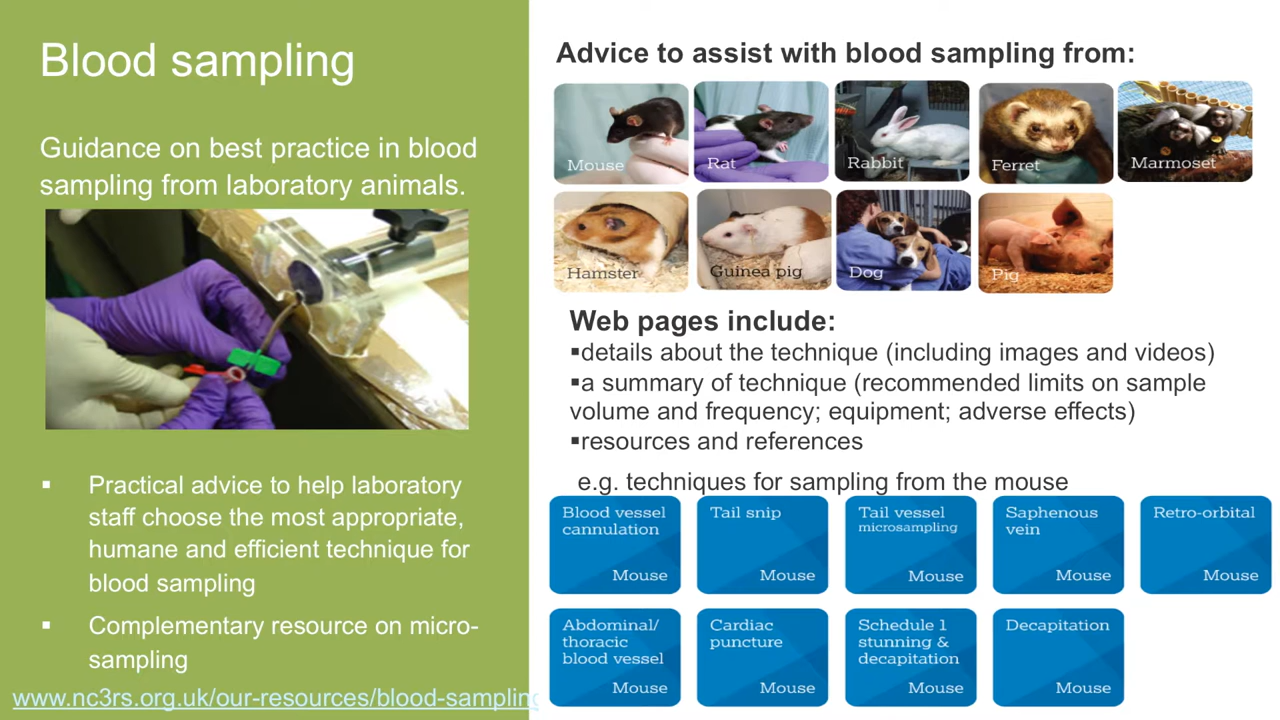 Blood sampling
Guidance on best practice in blood
sampling from laboratory animals.
▪ Practical advice to help laboratory
staff choose the most appropriate,
humane and efficient technique for
blood sampling
▪ Complementary resource on micro-
sampling
www.nc3rs.org.uk/our-resources/blood-sampling
Advice to assist with blood sampling from:
Mouse
Rat
Rabbit
Ferret
Marmoset
Hamster
Guinea pig
Dog
Pig
Web pages include:
▪details about the technique (including images and videos)
▪a summary of technique (recommended limits on sample
volume and frequency; equipment; adverse effects)
▪resources and references
e.g. techniques for sampling from the mouse
Blood vessel
cannulation
Mouse
Tail snip
Mouse
Tail vessel
microsampling
Mouse
Saphenous
vein
Mouse
Retro-orbital
Mouse
Abdominal/
thoracic
blood vessel
Mouse
Cardiac
puncture
Mouse
Schedule 1
stunning &
decapitation
Mouse
Decapitation
Mouse